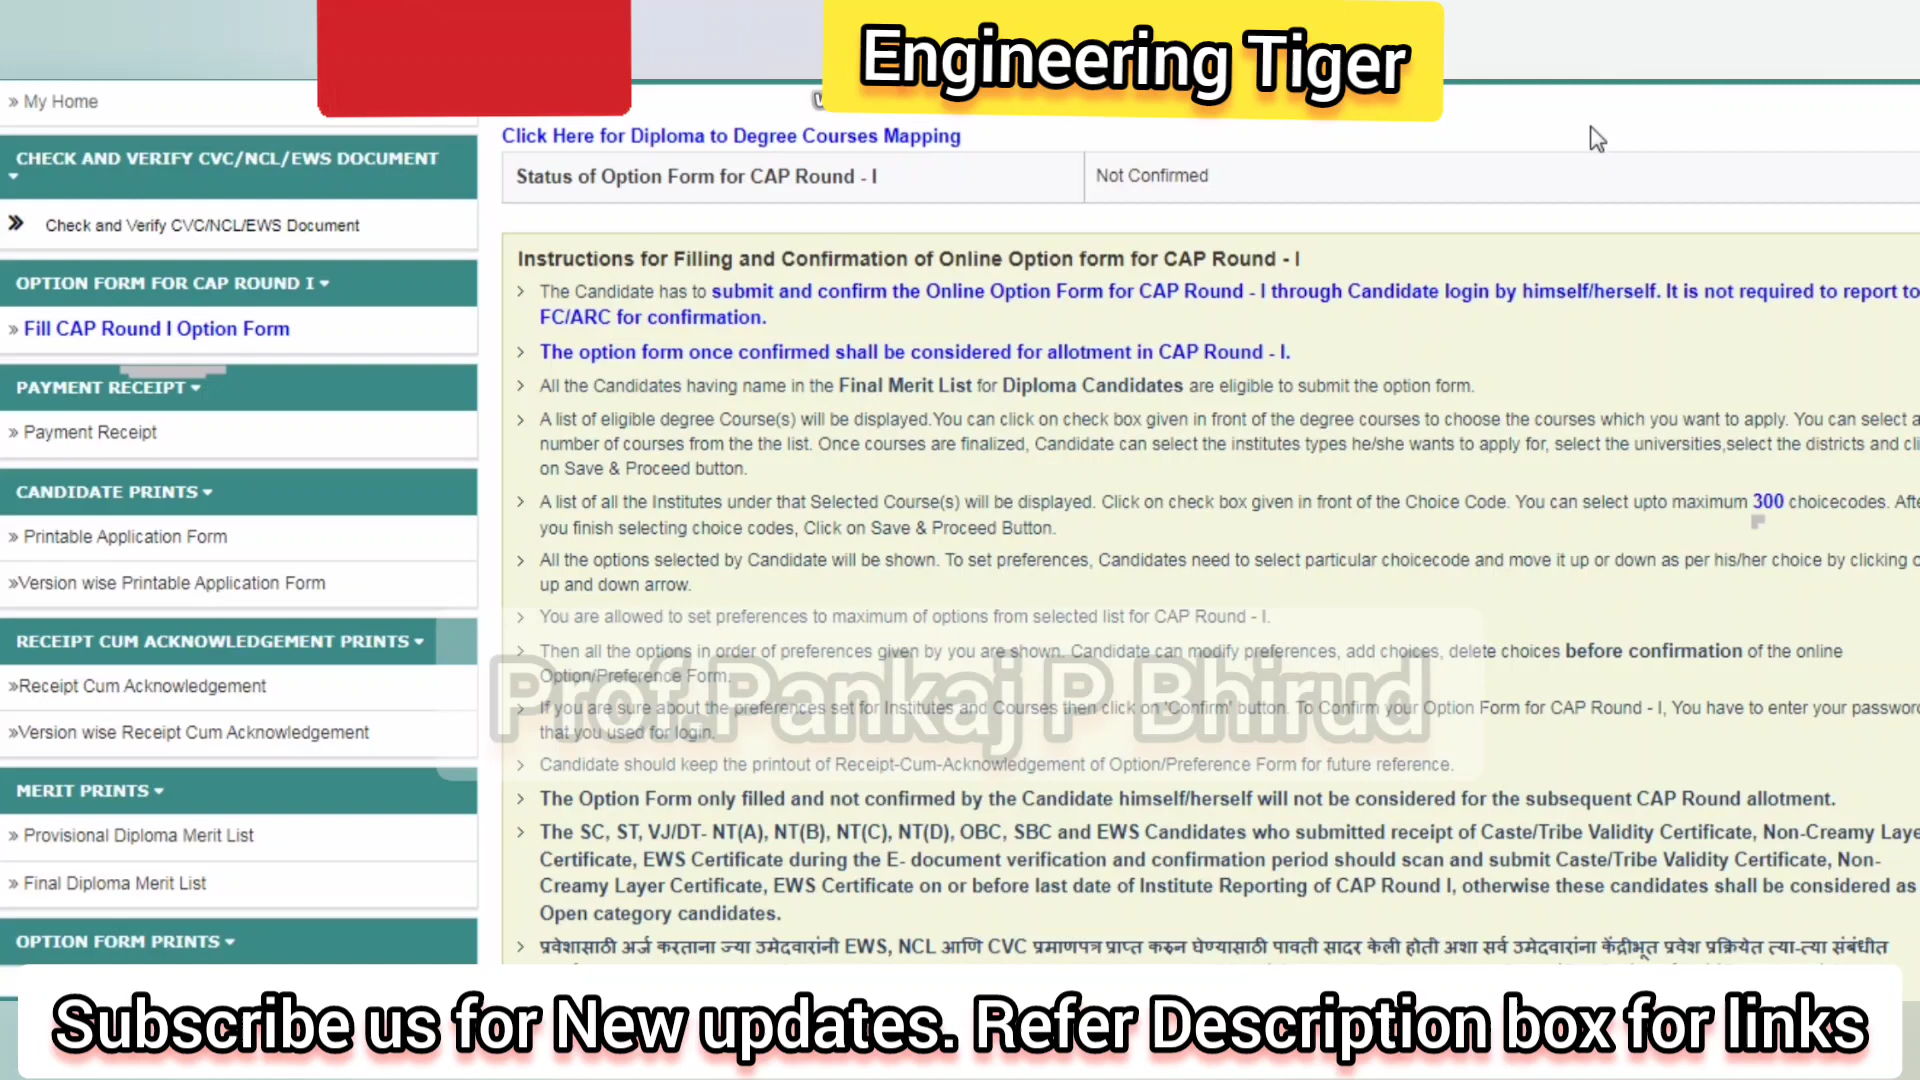 Engineering Tiger
» My Home
CHECK AND VERIFY CVC/NCL/EWS DOCUMENT
» Check and Verify CVC/NCL/EWS Document
OPTION FORM FOR CAP ROUND I
» Fill CAP Round I Option Form
PAYMENT RECEIPT
» Payment Receipt
CANDIDATE PRINTS
» Printable Application Form
»Version wise Printable Application Form
RECEIPT CUM ACKNOWLEDGEMENT PRINTS
»Receipt Cum Acknowledgement
»Version wise Receipt Cum Acknowledgement
MERIT PRINTS
» Provisional Diploma Merit List
» Final Diploma Merit List
OPTION FORM PRINTS
Click Here for Diploma to Degree Courses Mapping
Status of Option Form for CAP Round - I Not Confirmed
Instructions for Filling and Confirmation of Online Option form for CAP Round - I
The Candidate has to submit and confirm the Online Option Form for CAP Round - I through Candidate login by himself/herself. It is not required to report to
FC/ARC for confirmation.
The option form once confirmed shall be considered for allotment in CAP Round - I.
All the Candidates having name in the Final Merit List for Diploma Candidates are eligible to submit the option form.
A list of eligible degree Course(s) will be displayed.You can click on check box given in front of the degree courses to choose the courses which you want to apply. You can select
number of courses from the the list. Once courses are finalized, Candidate can select the institutes types he/she wants to apply for, select the universities,select the districts and
on Save & Proceed button.
A list of all the Institutes under that Selected Course(s) will be displayed. Click on check box given in front of the Choice Code. You can select upto maximum 300 choicecodes.
you finish selecting choice codes, Click on Save & Proceed Button.
All the options selected by Candidate will be shown. To set preferences, Candidates need to select particular choicecode and move it up or down as per his/her choice by clicking
up and down arrow.
You are allowed to set preferences to maximum of options from selected list for CAP Round - I.
Then all the options in order of preferences given by you are shown. Candidate can modify preferences, add choices, delete choices before confirmation of the online
Option/Preference Form.
If you are sure about the preferences set for Institutes and Courses then click on 'Confirm' button. To Confirm your Option Form for CAP Round - I, You have to enter your password
that you used for login.
Candidate should keep the printout of Receipt-Cum-Acknowledgement of Option/Preference Form for future reference.
The Option Form only filled and not confirmed by the Candidate himself/herself will not be considered for the subsequent CAP Round allotment.
The SC, ST, VJ/DT- NT(A), NT(B), NT(C), NT(D), OBC, SBC and EWS Candidates who submitted receipt of Caste/Tribe Validity Certificate, Non-Creamy Laye
Certificate, EWS Certificate during the E- document verification and confirmation period should scan and submit Caste/Tribe Validity Certificate, Non-
Creamy Layer Certificate, EWS Certificate on or before last date of Institute Reporting of CAP Round I, otherwise these candidates shall be considered as
Open category candidates.
प्रवेशासाठी अर्ज करताना ज्या उमेदवारांनी EWS, NCL आणि CVC प्रमाणपत्र प्राप्त करुन घेण्यासाठी पावती सादर केली होती अशा सर्व उमेदवारांना केंद्रीभूत प्रवेश प्रक्रियेत त्या-त्या संबंधीत
Prof.Pankaj P Bhirud
Subscribe us for New updates. Refer Description box for links